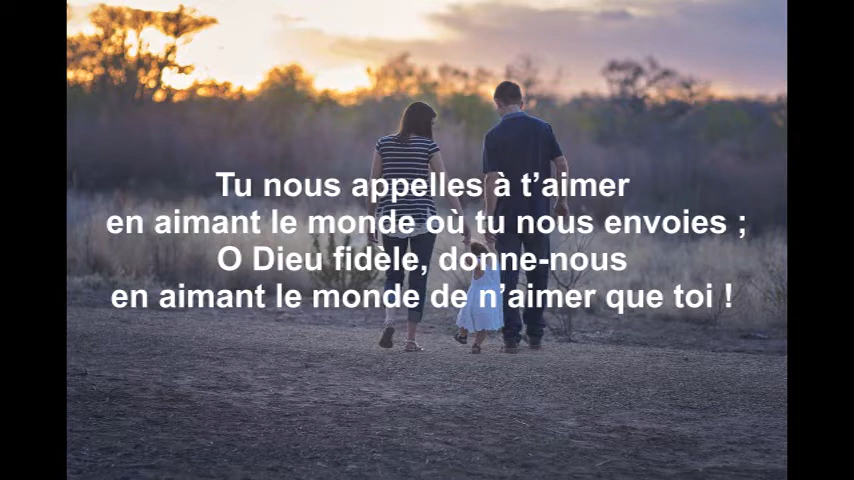 Tu nous appelles à t’aimer
en aimant le monde où tu nous envoies ;
O Dieu fidèle, donne-nous
en aimant le monde de n’aimer que toi !